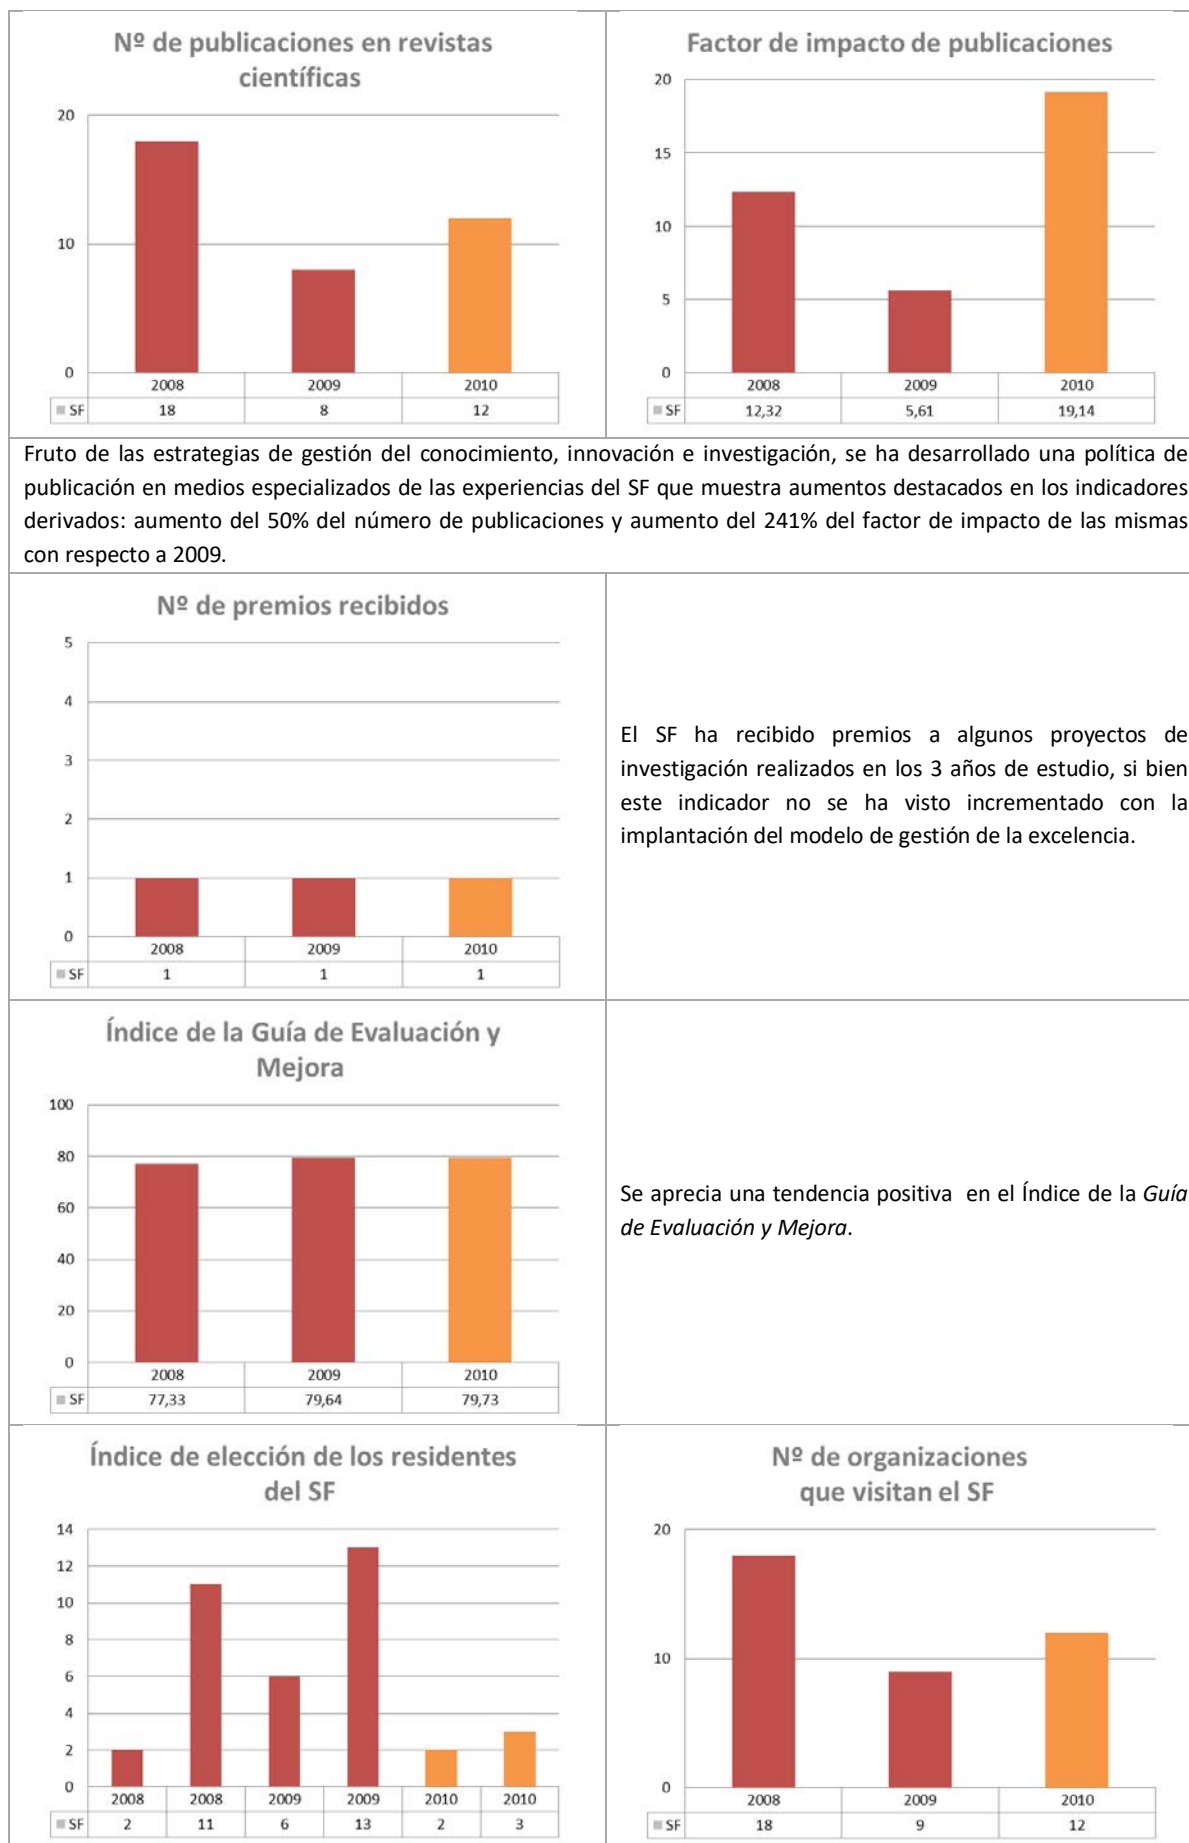 Nº de publicaciones en revistas
científicas
20
10
0
2008 2009 2010
SF 18 8 12
Factor de impacto de publicaciones
20
15
10
5
0
2008 2009 2010
SF 12,32 5,61 19,14
Fruto de las estrategias de gestión del conocimiento, innovación e investigación, se ha desarrollado una política de
publicación en medios especializados de las experiencias del SF que muestra aumentos destacados en los indicadores
derivados: aumento del 50% del número de publicaciones y aumento del 241% del factor de impacto de las mismas
con respecto a 2009.
Nº de premios recibidos
5
4
3
2
1
0
2008 2009 2010
SF 1 1 1
El SF ha recibido premios a algunos proyectos de
investigación realizados en los 3 años de estudio, si bien
este indicador no se ha visto incrementado con la
implantación del modelo de gestión de la excelencia.
Índice de la Guía de Evaluación y
Mejora
100
80
60
40
20
0
2008 2009 2010
SF 77,33 79,64 79,73
Se aprecia una tendencia positiva en el Índice de la Guía
de Evaluación y Mejora.
Índice de elección de los residentes
del SF
14
12
10
8
6
4
2
0
2008 2008 2009 2009 2010 2010
SF 2 11 6 13 2 3
Nº de organizaciones
que visitan el SF
20
10
0
2008 2009 2010
SF 18 9 12